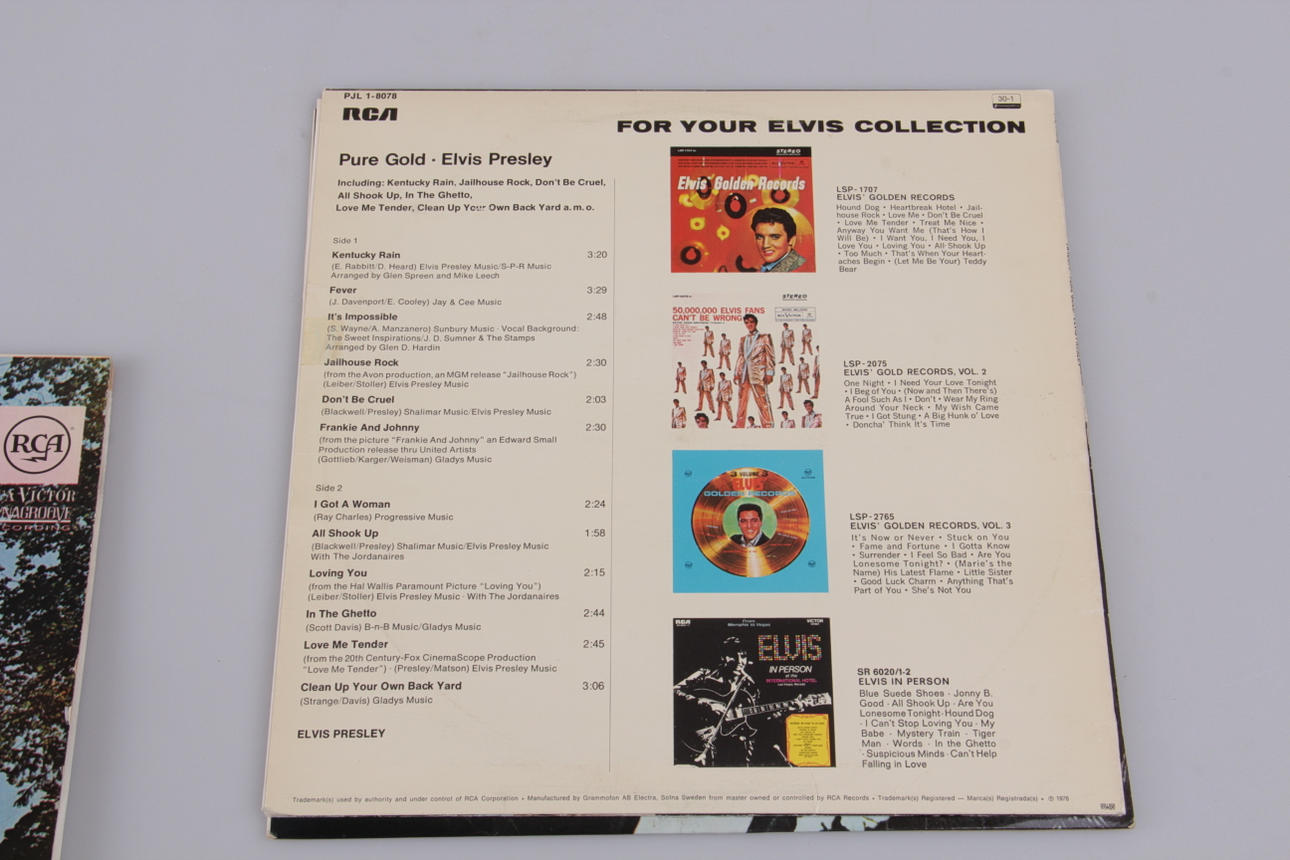 PJL 1-8078
RCA
30-1
FOR YOUR ELVIS COLLECTION
Pure Gold · Elvis Presley
Including: Kentucky Rain, Jailhouse Rock, Don't Be Cruel,
All Shook Up, In The Ghetto,
Love Me Tender, Clean Up Your Own Back Yard a.m.o.
Side 1
Kentucky Rain 3:20
(E. Rabbitt/D. Heard) Elvis Presley Music/S-P-R Music
Arranged by Glen Spreen and Mike Leech
Fever 3:29
(J. Davenport/E. Cooley) Jay & Cee Music
It's Impossible 2:48
(S. Wayne/A. Manzanero) Sunbury Music · Vocal Background:
The Sweet Inspirations/J. D. Sumner & The Stamps
Arranged by Glen D. Hardin
Jailhouse Rock 2:30
(from the Avon production, an MGM release "Jailhouse Rock")
(Leiber/Stoller) Elvis Presley Music
Don't Be Cruel 2:03
(Blackwell/Presley) Shalimar Music/Elvis Presley Music
Frankie And Johnny 2:30
(from the picture "Frankie And Johnny" an Edward Small
Production release thru United Artists
(Gottlieb/Karger/Weisman) Gladys Music
Side 2
I Got A Woman 2:24
(Ray Charles) Progressive Music
All Shook Up 1:58
(Blackwell/Presley) Shalimar Music/Elvis Presley Music
With The Jordanaires
Loving You 2:15
(from the Hal Wallis Paramount Picture "Loving You")
(Leiber/Stoller) Elvis Presley Music · With The Jordanaires
In The Ghetto 2:44
(Scott Davis) B-n-B Music/Gladys Music
Love Me Tender 2:45
(from the 20th Century-Fox CinemaScope Production
"Love Me Tender") · (Presley/Matson) Elvis Presley Music
Clean Up Your Own Back Yard 3:06
(Strange/Davis) Gladys Music
ELVIS PRESLEY
STEREO
Elvis' Golden Records
LSP-1707
ELVIS' GOLDEN RECORDS
Hound Dog • Heartbreak Hotel • Jail-
house Rock • Love Me • Don't Be Cruel
• Love Me Tender • Treat Me Nice •
Anyway You Want Me (That's How I
Will Be) • I Want You, I Need You, I
Love You • Loving You • All Shook Up
• Too Much • That's When Your Heart-
aches Begin • (Let Me Be Your) Teddy
Bear
STEREO
50,000,000 ELVIS FANS
CAN'T BE WRONG
LSP-2075
ELVIS' GOLD RECORDS, VOL. 2
One Night • I Need Your Love Tonight
• I Beg of You • (Now and Then There's)
A Fool Such As I • Don't • Wear My Ring
Around Your Neck • My Wish Came
True • I Got Stung • A Big Hunk o' Love
• Doncha' Think It's Time
VOLUME 3
ELVIS'
GOLDEN RECORDS
LSP-2765
ELVIS' GOLDEN RECORDS, VOL. 3
It's Now or Never • Stuck on You
• Fame and Fortune • I Gotta Know
• Surrender • I Feel So Bad • Are You
Lonesome Tonight? • (Marie's the
Name) His Latest Flame • Little Sister
• Good Luck Charm • Anything That's
Part of You • She's Not You
RCA
From
Memphis to Vegas
VICTOR
ELVIS
IN PERSON
at the
INTERNATIONAL HOTEL
SR 6020/1-2
ELVIS IN PERSON
Blue Suede Shoes · Jonny B.
Good · All Shook Up · Are You
Lonesome Tonight · Hound Dog
· I Can't Stop Loving You · My
Babe · Mystery Train · Tiger
Man · Words · In the Ghetto
· Suspicious Minds · Can't Help
Falling in Love
Trademark(s) used by authority and under control of RCA Corporation • Manufactured by Grammofon AB Electra, Solna Sweden from master owned or controlled by RCA Records • Trademark(s) Registered — Marca(s) Registrada(s) • ℗ 1976
RCA
VICTOR